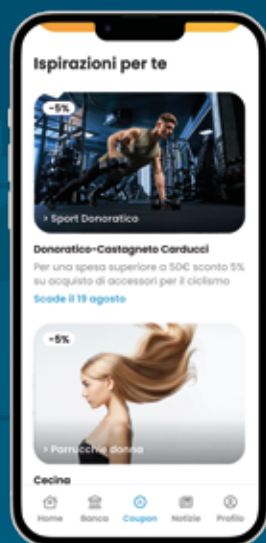 Ispirazioni per te
-5%
> Sport Donoratico
Donoratico-Castagneto Carducci
Per una spesa superiore a 50€ sconto 5%
su acquisto di accessori per il ciclismo
Scade il 19 agosto
-5%
> Parrucchie donna
Cecina
Home Banca Coupon Notizie Profilo